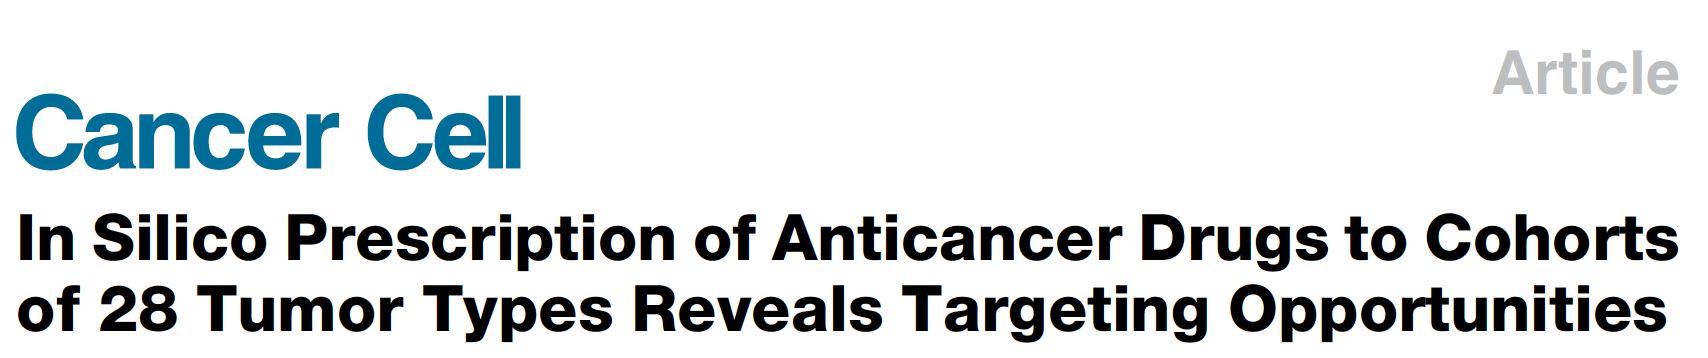 Article
Cancer Cell
In Silico Prescription of Anticancer Drugs to Cohorts
of 28 Tumor Types Reveals Targeting Opportunities